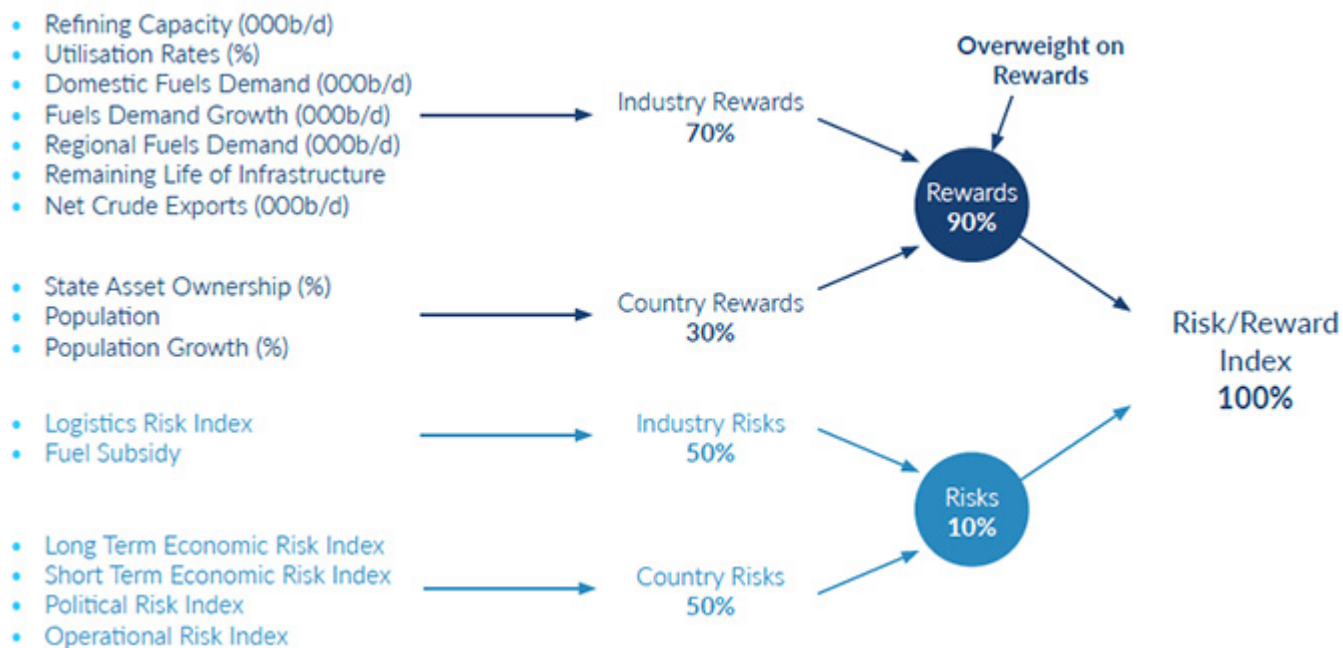 • Refining Capacity (000b/d)
• Utilisation Rates (%)
• Domestic Fuels Demand (000b/d)
• Fuels Demand Growth (000b/d)
• Regional Fuels Demand (000b/d)
• Remaining Life of Infrastructure
• Net Crude Exports (000b/d)
Industry Rewards
70%
Overweight on
Rewards
Rewards
90%
• State Asset Ownership (%)
• Population
• Population Growth (%)
Country Rewards
30%
Risk/Reward
Index
100%
• Logistics Risk Index
• Fuel Subsidy
Industry Risks
50%
Risks
10%
• Long Term Economic Risk Index
• Short Term Economic Risk Index
• Political Risk Index
• Operational Risk Index
Country Risks
50%